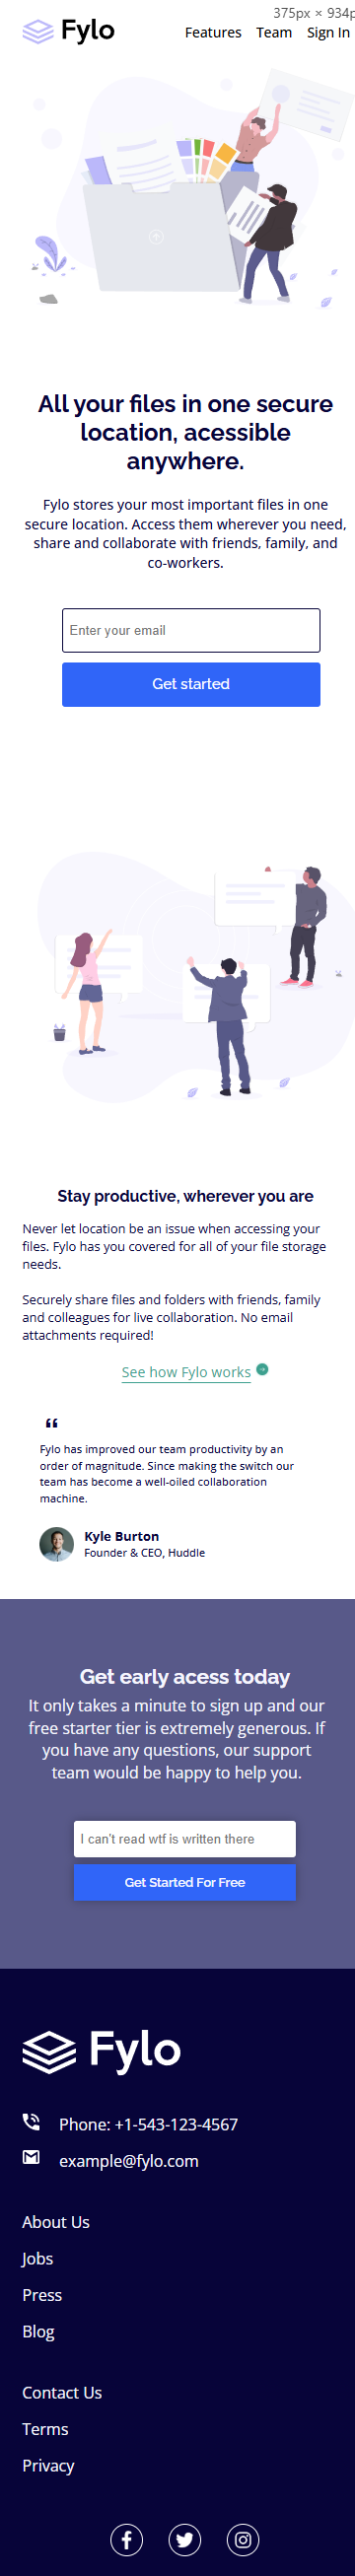 375px × 934p
Fylo
Features Team Sign In
All your files in one secure
location, acessible
anywhere.
Fylo stores your most important files in one
secure location. Access them wherever you need,
share and collaborate with friends, family, and
co-workers.
Enter your email
Get started
Stay productive, wherever you are
Never let location be an issue when accessing your
files. Fylo has you covered for all of your file storage
needs.
Securely share files and folders with friends, family
and colleagues for live collaboration. No email
attachments required!
See how Fylo works
“
Fylo has improved our team productivity by an
order of magnitude. Since making the switch our
team has become a well-oiled collaboration
machine.
Kyle Burton
Founder & CEO, Huddle
Get early acess today
It only takes a minute to sign up and our
free starter tier is extremely generous. If
you have any questions, our support
team would be happy to help you.
I can't read wtf is written there
Get Started For Free
Fylo
Phone: +1-543-123-4567
example@fylo.com
About Us
Jobs
Press
Blog
Contact Us
Terms
Privacy